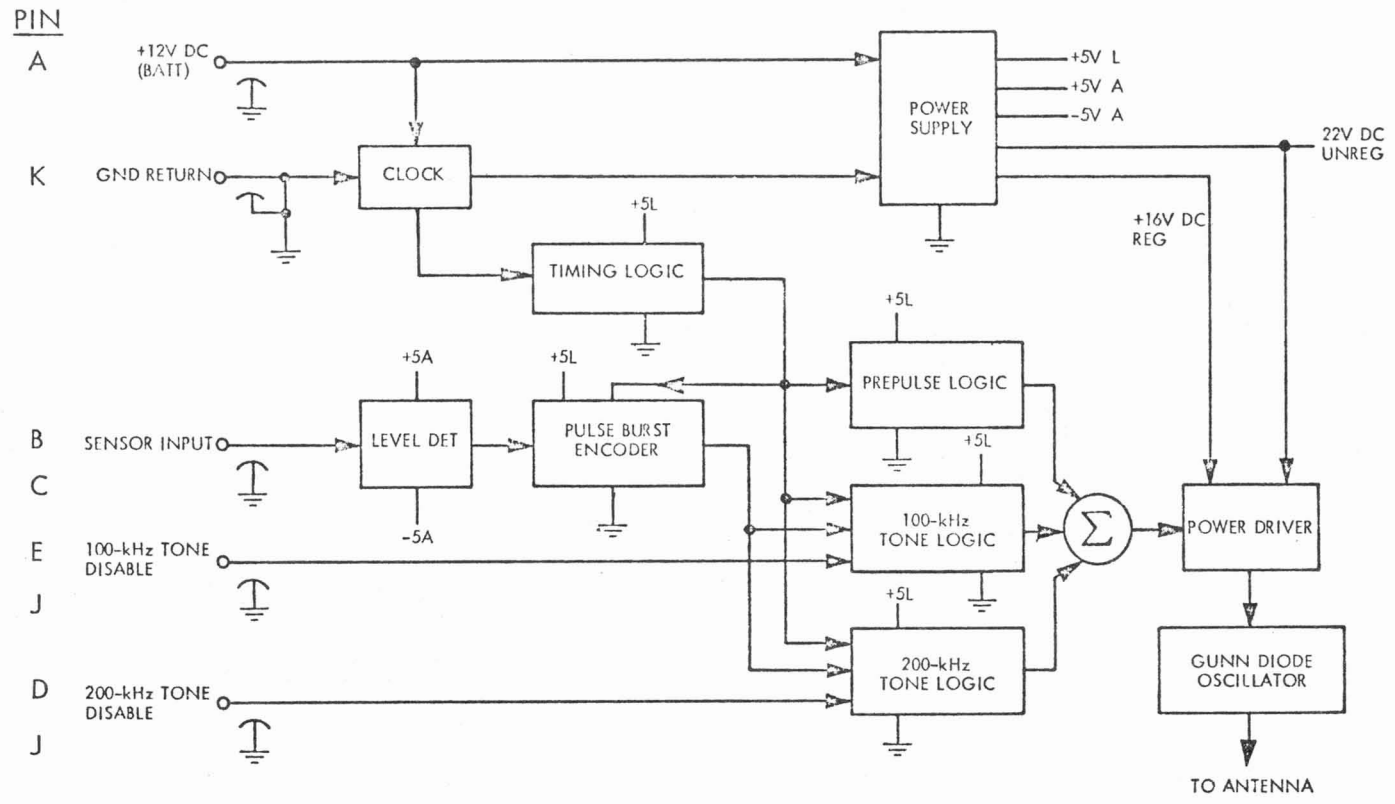 PIN
A
+12V DC
(BATT)
POWER
SUPPLY
+5V L
+5V A
-5V A
22V DC
UNREG
K
GND RETURN
CLOCK
+16V DC
REG
+5L
TIMING LOGIC
+5L
PREPULSE LOGIC
+5A
+5L
B
SENSOR INPUT
LEVEL DET
PULSE BURST
ENCODER
-5A
C
+5L
100-kHz
TONE LOGIC
Σ
POWER DRIVER
E
100-kHz TONE
DISABLE
J
+5L
200-kHz
TONE LOGIC
GUNN DIODE
OSCILLATOR
D
200-kHz TONE
DISABLE
J
TO ANTENNA